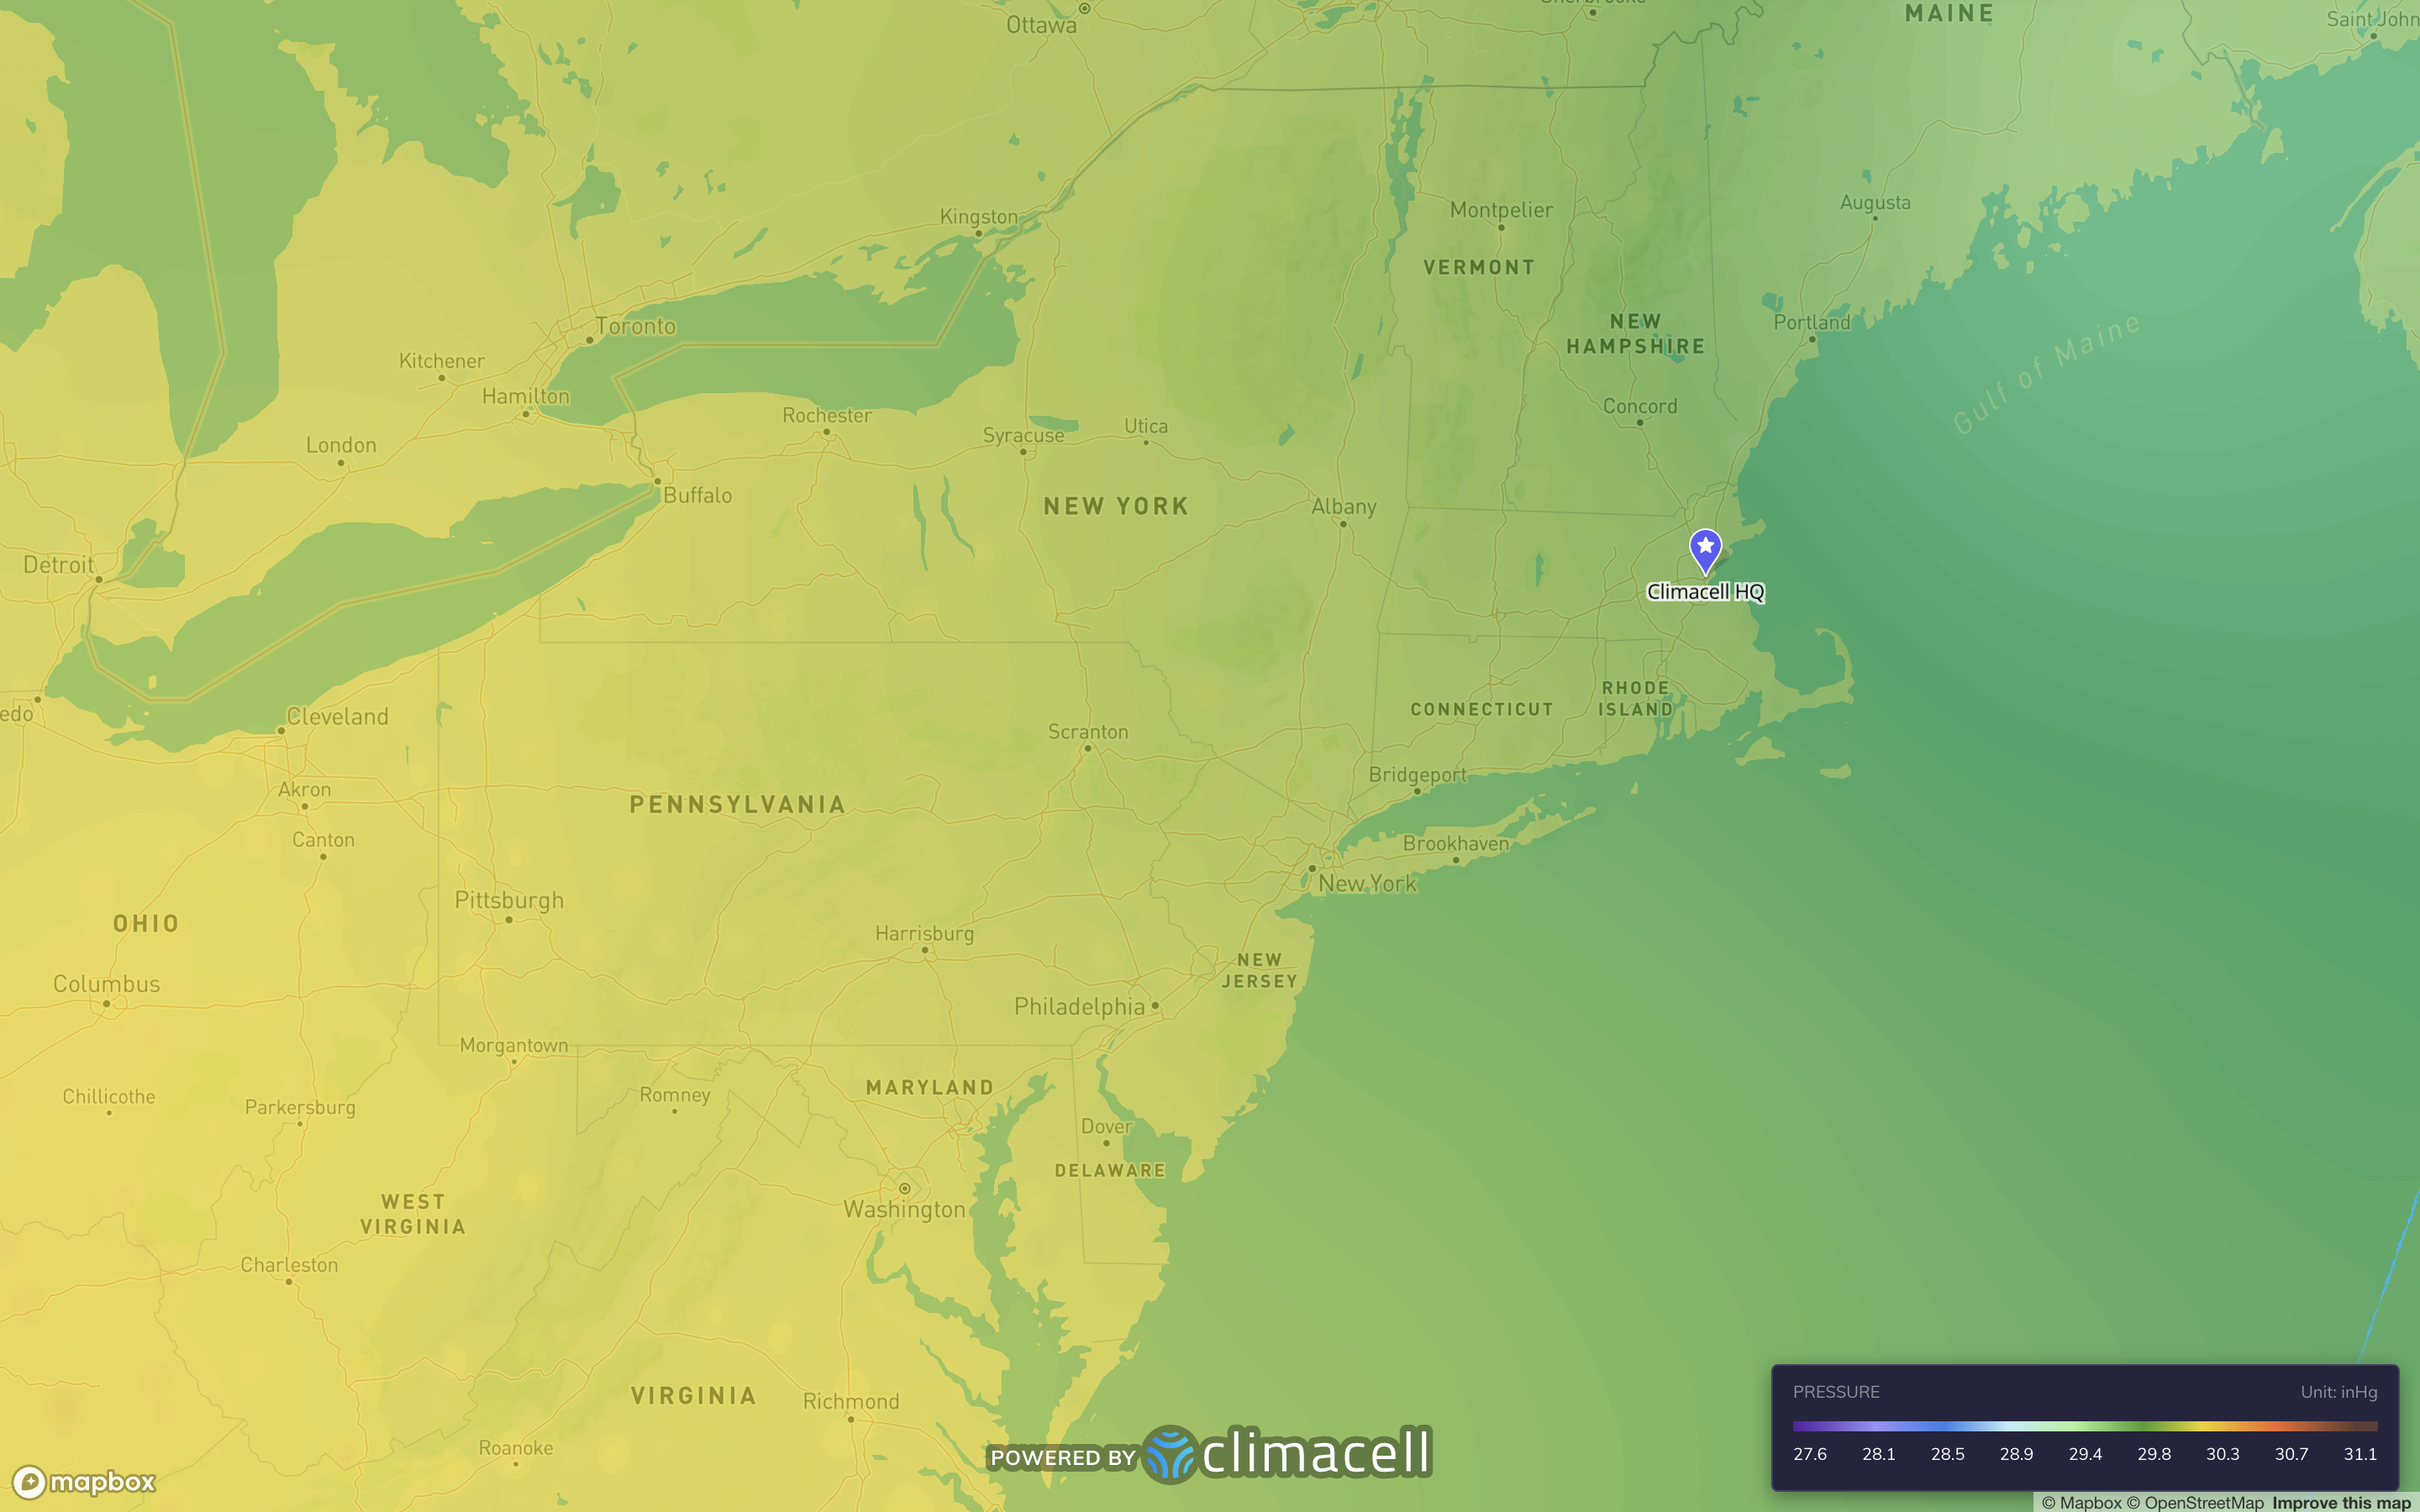 Ottawa
MAINE
Saint John
Kingston
Montpelier
Augusta
VERMONT
Toronto
NEW
HAMPSHIRE
Portland
Gulf of Maine
Kitchener
Hamilton
Rochester
Concord
London
Syracuse
Utica
Buffalo
NEW YORK
Albany
Detroit
Climacell HQ
RHODE
ISLAND
CONNECTICUT
edo
Cleveland
Scranton
Bridgeport
Akron
PENNSYLVANIA
Canton
Brookhaven
New York
Pittsburgh
OHIO
Harrisburg
NEW
JERSEY
Columbus
Philadelphia
Morgantown
MARYLAND
Chillicothe
Parkersburg
Romney
Dover
DELAWARE
WEST
VIRGINIA
Washington
Charleston
VIRGINIA
Richmond
Roanoke
POWERED BY climacell
mapbox
PRESSURE Unit: inHg
27.6 28.1 28.5 28.9 29.4 29.8 30.3 30.7 31.1
© Mapbox © OpenStreetMap Improve this map